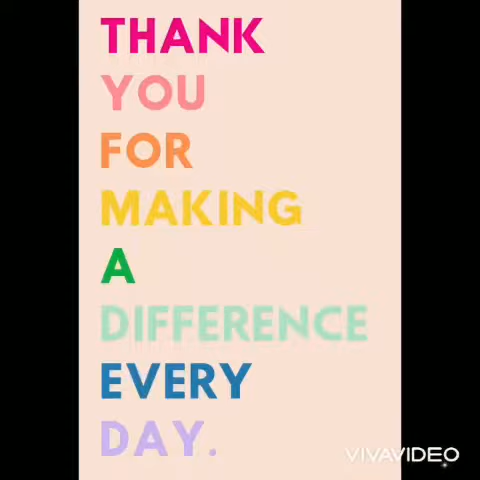 THANK
YOU
FOR
MAKING
A
DIFFERENCE
EVERY
DAY.
VIVAVIDEO